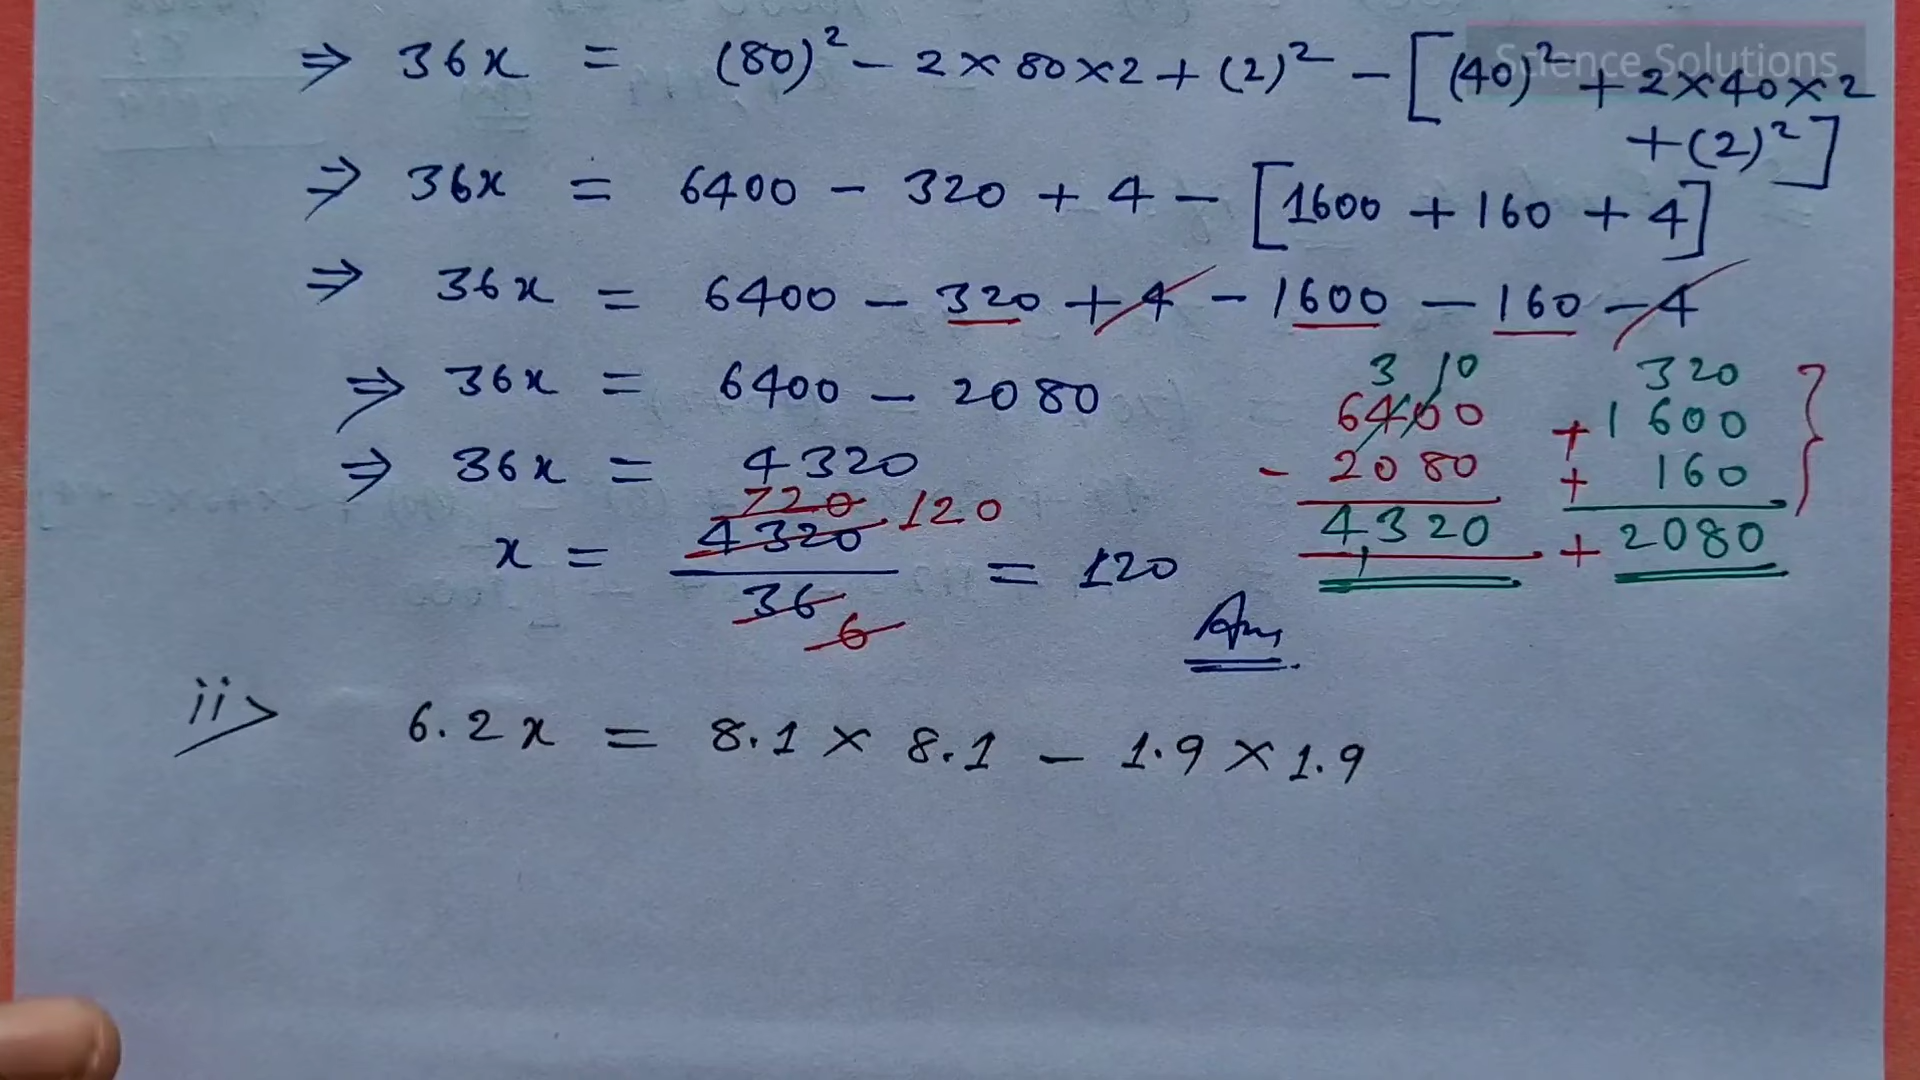 Science Solutions
⇒ 36x = (80)² - 2×80×2 + (2)² - [(40)² + 2×40×2
+(2)²]
⇒ 36x = 6400 - 320 + 4 - [1600 + 160 + 4]
⇒ 36x = 6400 - 320 + 4 - 1600 - 160 - 4
⇒ 36x = 6400 - 2080
⇒ 36x = 4320
720
x = 4320 120 = 120
36
6
Ans
3 10
6400
- 2080
4320
320
+ 1600
+ 160
+ 2080
ii> 6.2x = 8.1 × 8.1 - 1.9 × 1.9